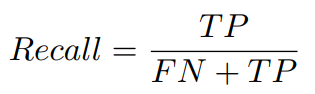 Recall = TP / (FN + TP)